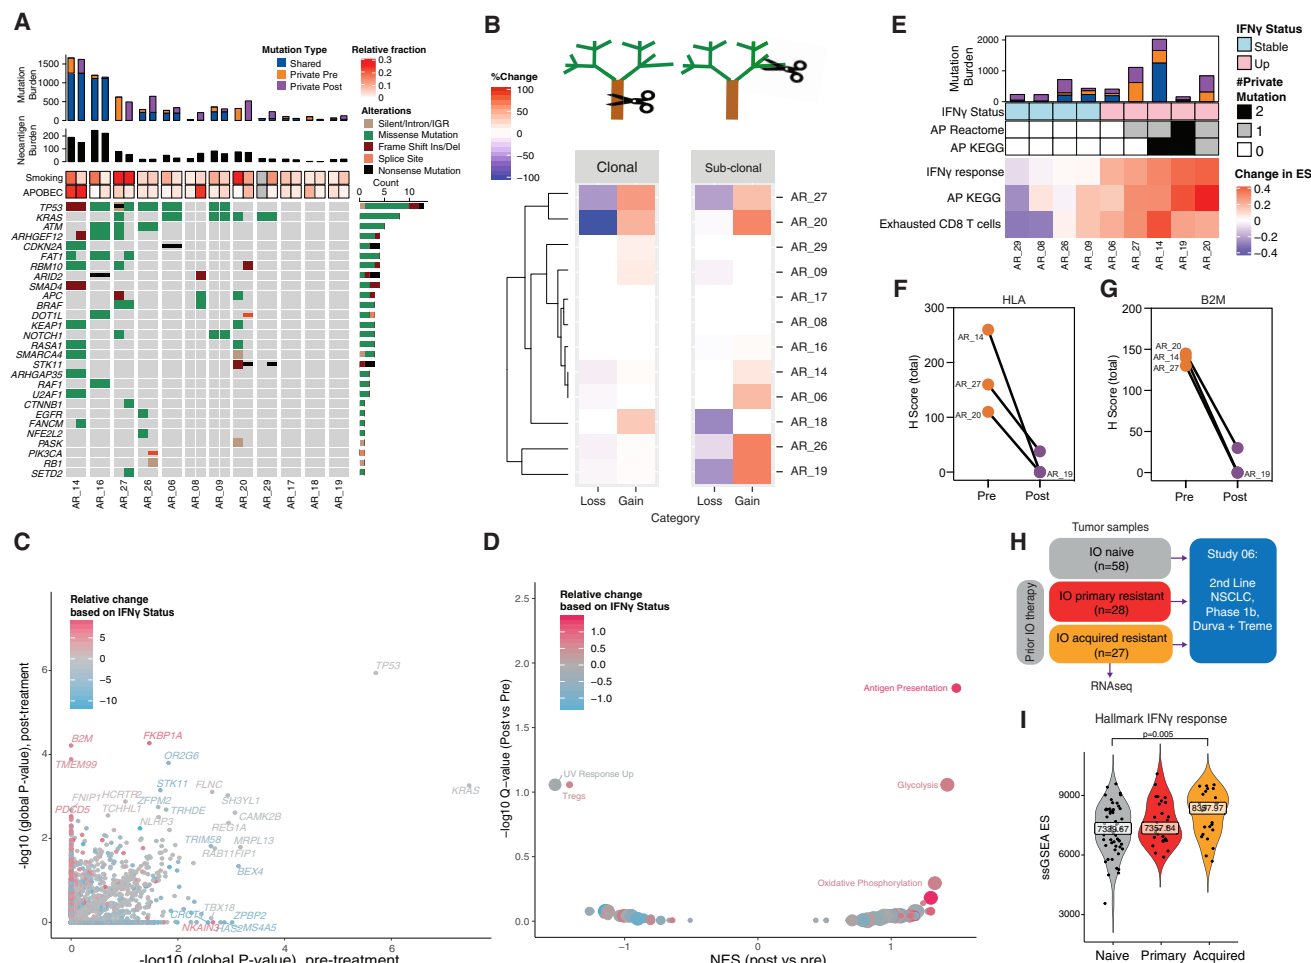 A
Mutation Type
Shared
Private Pre
Private Post
Relative fraction
0.3
0.2
0.1
0
Alterations
Silent/Intron/IGR
Missense Mutation
Frame Shift Ins/Del
Splice Site
Nonsense Mutation
Mutation
Burden
1500
1000
500
0
Neoantigen
Burden
200
100
0
Smoking
APOBEC
Count
0 5 10
TP53
KRAS
ATM
ARHGEF12
CDKN2A
FAT1
RBM10
ARID2
SMAD4
APC
BRAF
DOT1L
KEAP1
NOTCH1
RASA1
SMARCA4
STK11
ARHGAP35
RAF1
U2AF1
CTNNB1
EGFR
FANCM
NFE2L2
PASK
PIK3CA
RB1
SETD2
AR_14 AR_16 AR_27 AR_26 AR_06 AR_08 AR_09 AR_20 AR_29 AR_17 AR_18 AR_19
B
%Change
100
50
0
−50
−100
Clonal
Sub-clonal
AR_27
AR_20
AR_29
AR_09
AR_17
AR_08
AR_16
AR_14
AR_06
AR_18
AR_26
AR_19
Loss Gain Loss Gain
Category
C
Relative change
based on IFNγ Status
5
0
−5
−10
-log10 (global P-value), post-treatment
6
4
2
0
TP53
B2M
FKBP1A
TMEM99
OR2G6
STK11
FLNC
KRAS
FNIP1
HCRTR2
ZFPM2
SH3YL1
PDCD5
TCHHL1
TRHDE
CAMK2B
NLRP3
REG1A
TRIM58
MRPL13
RAB11FIP1
BEX4
TBX18
CRCT1
ZPBP2
NKAIN3
HAS2
MS4A5
0 2 4 6
-log10 (global P-value), pre-treatment
D
Relative change
based on IFNγ Status
1.0
0.5
0.0
−0.5
−1.0
−log10 Q−value (Post vs Pre)
2.5
2.0
1.5
1.0
0.5
0.0
Antigen Presentation
UV Response Up
Tregs
Glycolysis
Oxidative Phosphorylation
−1 0 1
NES (post vs pre)
E
Mutation
Burden
2000
1000
0
IFNγ Status
AP Reactome
AP KEGG
IFNγ response
AP KEGG
Exhausted CD8 T cells
AR_29 AR_08 AR_26 AR_09 AR_06 AR_27 AR_14 AR_19 AR_20
IFNγ Status
Stable
Up
#Private
Mutation
2
1
0
Change in ES
0.4
0.2
0
−0.2
−0.4
F
HLA
H Score (total)
300
200
100
0
AR_14
AR_27
AR_20
AR_19
Pre Post
G
B2M
H Score (total)
200
150
100
50
0
AR_20
AR_14
AR_27
AR_19
Pre Post
H
Tumor samples
Prior IO therapy
IO naive
(n=58)
IO primary resistant
(n=28)
IO acquired resistant
(n=27)
RNAseq
Study 06:
2nd Line
NSCLC,
Phase 1b,
Durva + Treme
I
Hallmark IFNγ response
p=0.005
ssGSEA ES
9000
6000
3000
7339.67
7357.84
8367.97
Naive Primary Acquired